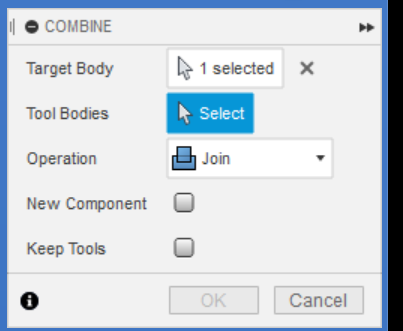 COMBINE
Target Body 1 selected
Tool Bodies Select
Operation Join
New Component
Keep Tools
OK Cancel